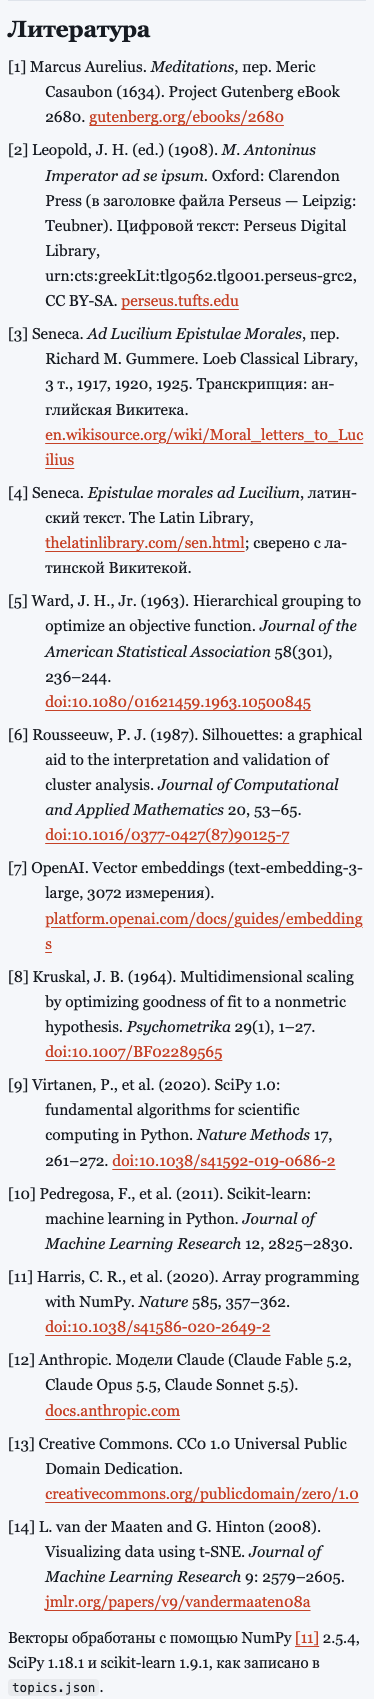 Литература
[1] Marcus Aurelius. Meditations, пер. Meric
Casaubon (1634). Project Gutenberg eBook
2680. gutenberg.org/ebooks/2680
[2] Leopold, J. H. (ed.) (1908). M. Antoninus
Imperator ad se ipsum. Oxford: Clarendon
Press (в заголовке файла Perseus — Leipzig:
Teubner). Цифровой текст: Perseus Digital
Library,
urn:cts:greekLit:tlg0562.tlg001.perseus-grc2,
CC BY-SA. perseus.tufts.edu
[3] Seneca. Ad Lucilium Epistulae Morales, пер.
Richard M. Gummere. Loeb Classical Library,
3 т., 1917, 1920, 1925. Транскрипция: ан-
глийская Викитека.
en.wikisource.org/wiki/Moral_letters_to_Luc
ilius
[4] Seneca. Epistulae morales ad Lucilium, латин-
ский текст. The Latin Library,
thelatinlibrary.com/sen.html; сверено с ла-
тинской Викитекой.
[5] Ward, J. H., Jr. (1963). Hierarchical grouping to
optimize an objective function. Journal of the
American Statistical Association 58(301),
236–244.
doi:10.1080/01621459.1963.10500845
[6] Rousseeuw, P. J. (1987). Silhouettes: a graphical
aid to the interpretation and validation of
cluster analysis. Journal of Computational
and Applied Mathematics 20, 53–65.
doi:10.1016/0377-0427(87)90125-7
[7] OpenAI. Vector embeddings (text-embedding-3-
large, 3072 измерения).
platform.openai.com/docs/guides/embedding
s
[8] Kruskal, J. B. (1964). Multidimensional scaling
by optimizing goodness of fit to a nonmetric
hypothesis. Psychometrika 29(1), 1–27.
doi:10.1007/BF02289565
[9] Virtanen, P., et al. (2020). SciPy 1.0:
fundamental algorithms for scientific
computing in Python. Nature Methods 17,
261–272. doi:10.1038/s41592-019-0686-2
[10] Pedregosa, F., et al. (2011). Scikit-learn:
machine learning in Python. Journal of
Machine Learning Research 12, 2825–2830.
[11] Harris, C. R., et al. (2020). Array programming
with NumPy. Nature 585, 357–362.
doi:10.1038/s41586-020-2649-2
[12] Anthropic. Модели Claude (Claude Fable 5.2,
Claude Opus 5.5, Claude Sonnet 5.5).
docs.anthropic.com
[13] Creative Commons. CC0 1.0 Universal Public
Domain Dedication.
creativecommons.org/publicdomain/zero/1.0
[14] L. van der Maaten and G. Hinton (2008).
Visualizing data using t-SNE. Journal of
Machine Learning Research 9: 2579–2605.
jmlr.org/papers/v9/vandermaaten08a
Векторы обработаны с помощью NumPy [11] 2.5.4,
SciPy 1.18.1 и scikit-learn 1.9.1, как записано в
topics.json.